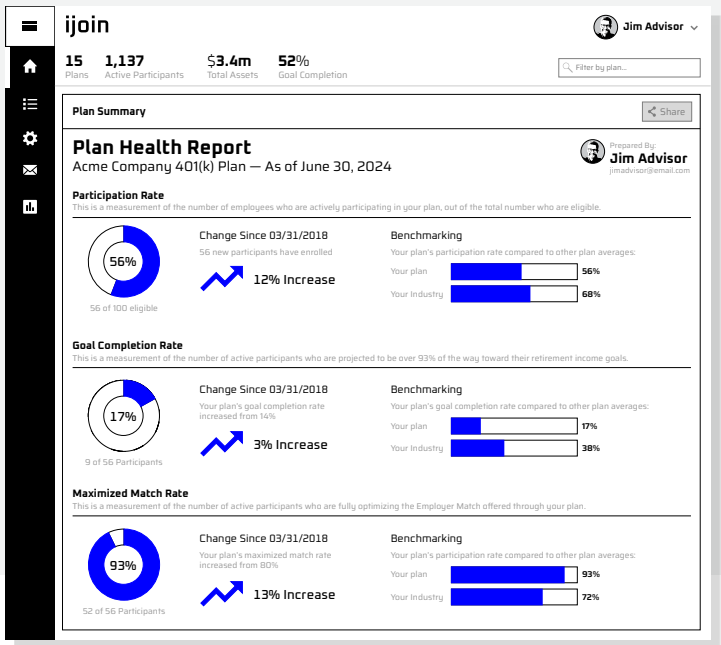 ijoin
Jim Advisor
15 1,137 $3.4m 52%
Plans Active Participants Total Assets Goal Completion
Filter by plan...
Plan Summary
Share
Plan Health Report
Acme Company 401(k) Plan — As of June 30, 2024
Prepared By:
Jim Advisor
jimadvisor@email.com
Participation Rate
This is a measurement of the number of employees who are actively participating in your plan, out of the total number who are eligible.
56%
56 of 100 eligible
Change Since 03/31/2018
56 new participants have enrolled
12% Increase
Benchmarking
Your plan's participation rate compared to other plan averages:
Your plan 56%
Your Industry 68%
Goal Completion Rate
This is a measurement of the number of active participants who are projected to be over 93% of the way toward their retirement income goals.
17%
9 of 56 Participants
Change Since 03/31/2018
Your plan's goal completion rate
increased from 14%
3% Increase
Benchmarking
Your plan's goal completion rate compared to other plan averages:
Your plan 17%
Your Industry 38%
Maximized Match Rate
This is a measurement of the number of active participants who are fully optimizing the Employer Match offered through your plan.
93%
52 of 56 Participants
Change Since 03/31/2018
Your plan's maximized match rate
increased from 80%
13% Increase
Benchmarking
Your plan's participation rate compared to other plan averages:
Your plan 93%
Your Industry 72%